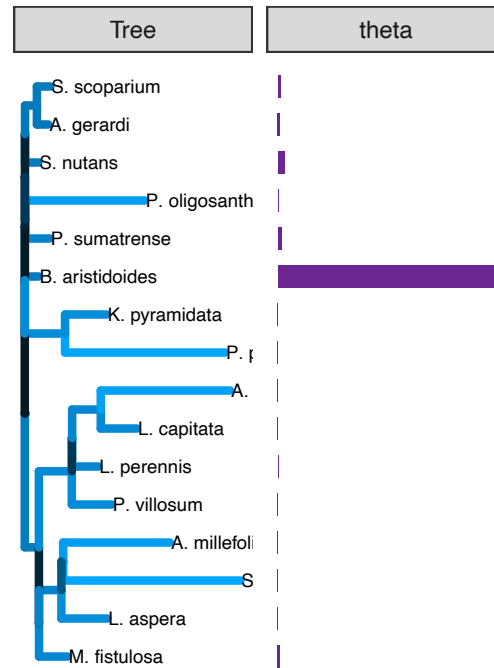 Tree theta
S. scoparium
A. gerardi
S. nutans
P. oligosanth
P. sumatrense
B. aristidoides
K. pyramidata
P. p
A.
L. capitata
L. perennis
P. villosum
A. millefoli
S
L. aspera
M. fistulosa